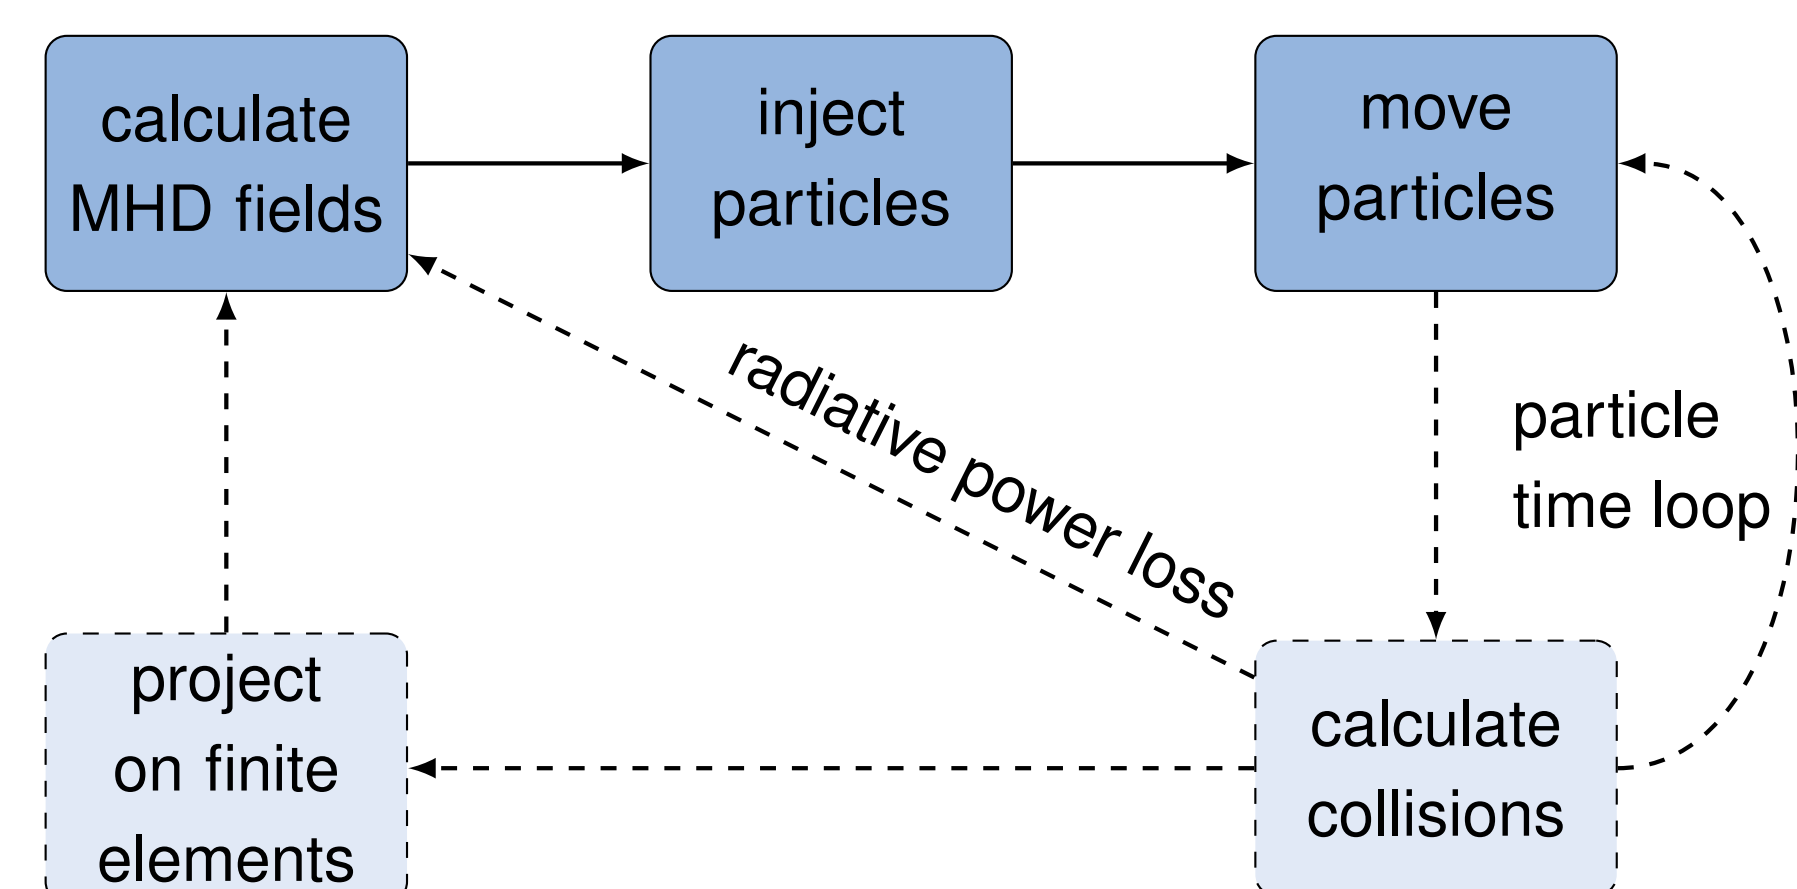 calculate
MHD fields
inject
particles
move
particles
radiative power loss
particle
time loop
project
on finite
elements
calculate
collisions